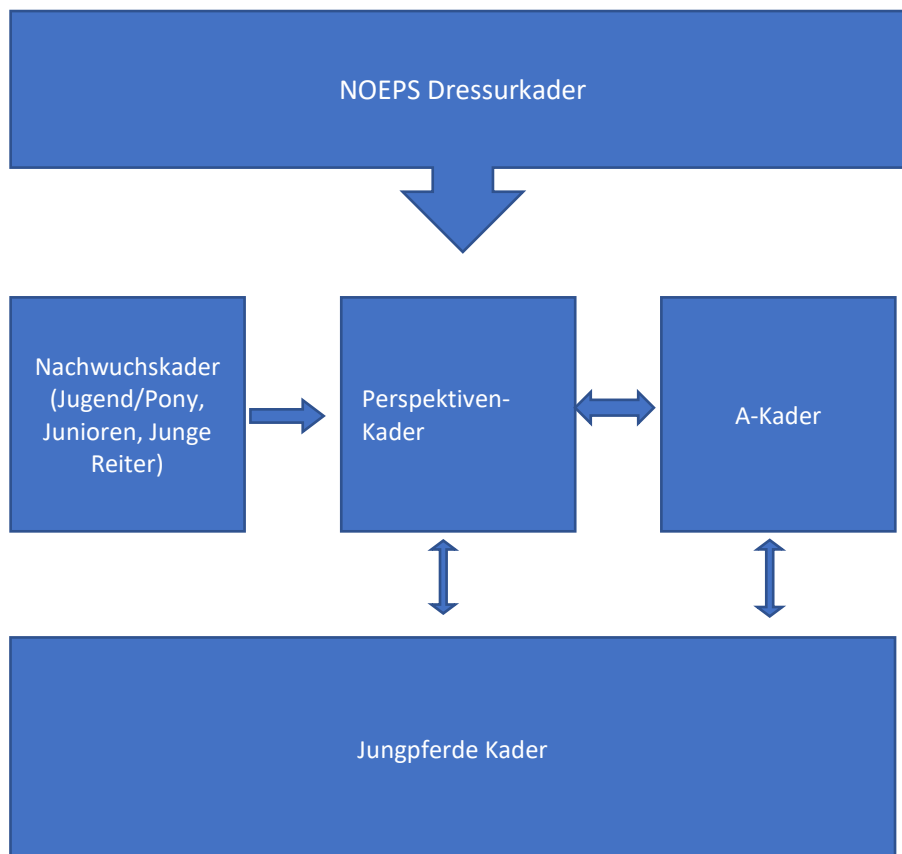 NOEPS Dressurkader
Nachwuchskader
(Jugend/Pony,
Junioren, Junge
Reiter)
Perspektiven-
Kader
A-Kader
Jungpferde Kader